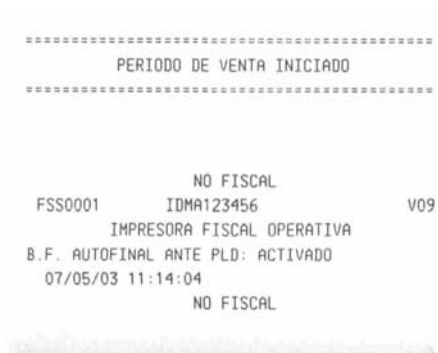 ============================================
PERIODO DE VENTA INICIADO
============================================
NO FISCAL
FSS0001 IDMA123456 V09
IMPRESORA FISCAL OPERATIVA
B.F. AUTOFINAL ANTE PLD: ACTIVADO
07/05/03 11:14:04
NO FISCAL